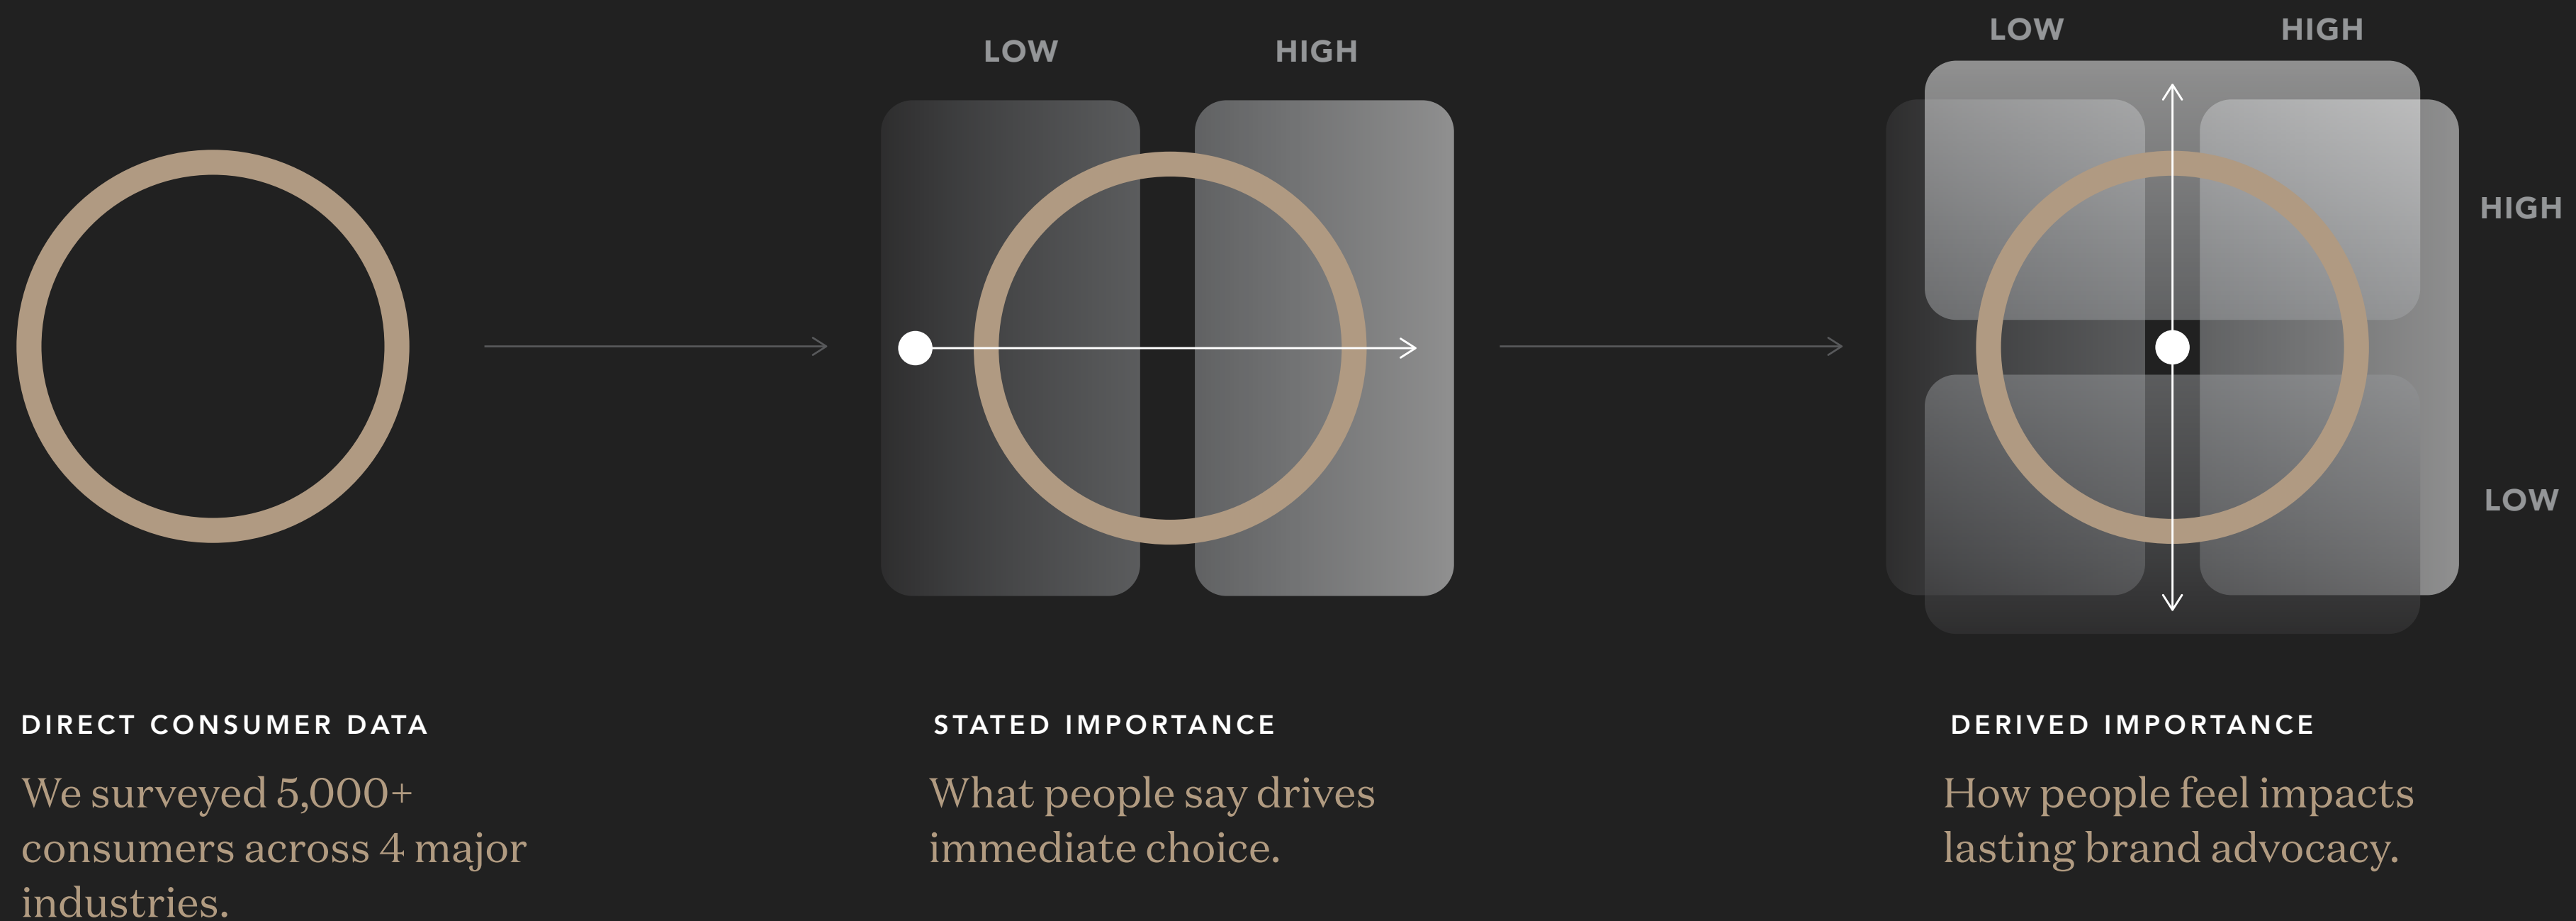 LOW
HIGH
LOW
HIGH
HIGH
LOW
DIRECT CONSUMER DATA
We surveyed 5,000+
consumers across 4 major
industries.
STATED IMPORTANCE
What people say drives
immediate choice.
DERIVED IMPORTANCE
How people feel impacts
lasting brand advocacy.